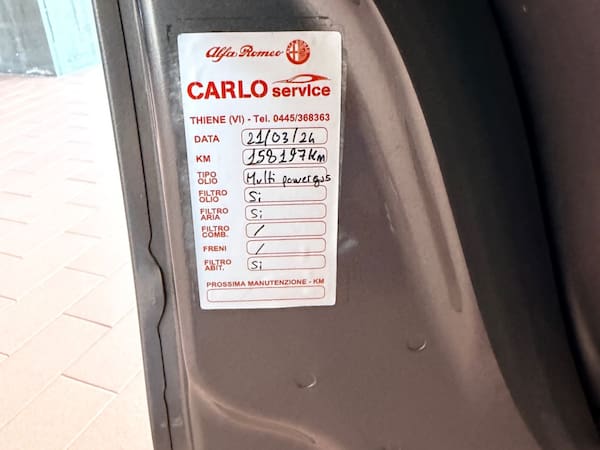 Alfa Romeo
CARLO service
THIENE (VI) - Tel. 0445/368363
DATA 21/03/24
KM 158197Km
TIPO OLIO Multi powergus
FILTRO OLIO Si
FILTRO ARIA Si
FILTRO COMB. /
FRENI /
FILTRO ABIT. Si
PROSSIMA MANUTENZIONE - KM